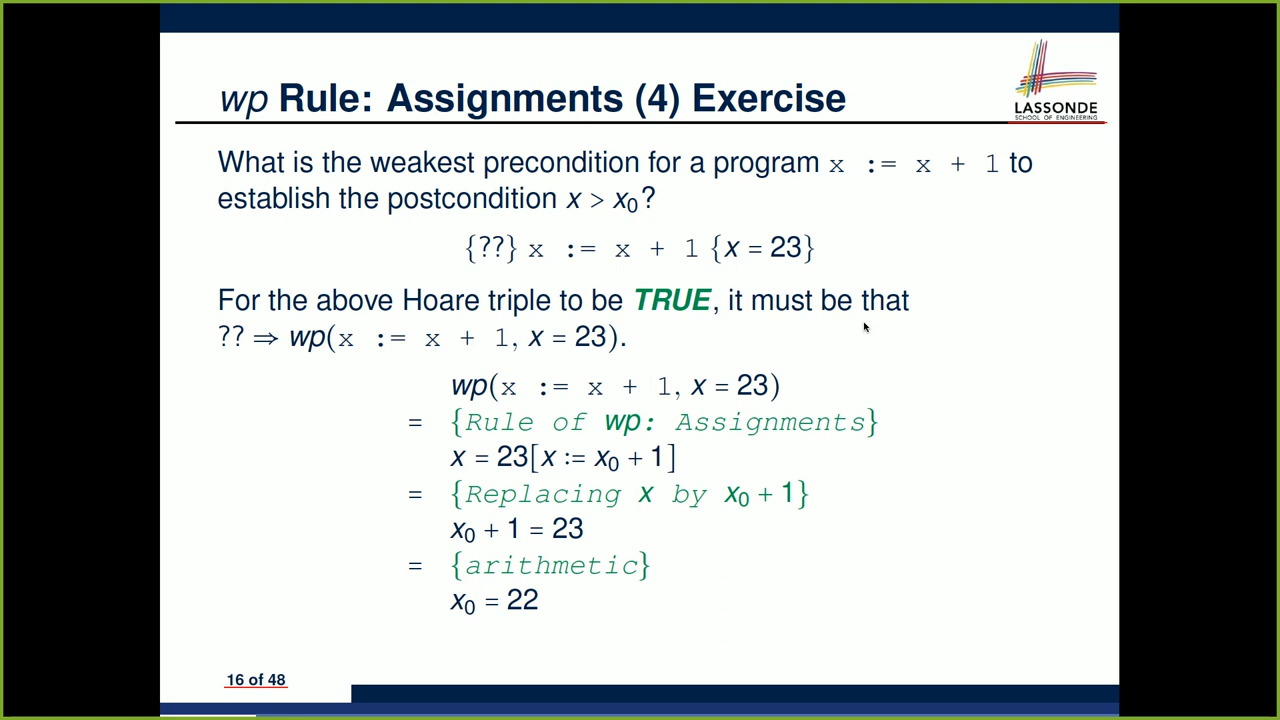 wp Rule: Assignments (4) Exercise
LASSONDE
SCHOOL OF ENGINEERING
What is the weakest precondition for a program x := x + 1 to
establish the postcondition x > x₀?
{??} x := x + 1 {x = 23}
For the above Hoare triple to be TRUE, it must be that
?? ⇒ wp(x := x + 1, x = 23).
wp(x := x + 1, x = 23)
= {Rule of wp: Assignments}
x = 23[x := x₀ + 1]
= {Replacing x by x₀ + 1}
x₀ + 1 = 23
= {arithmetic}
x₀ = 22
16 of 48